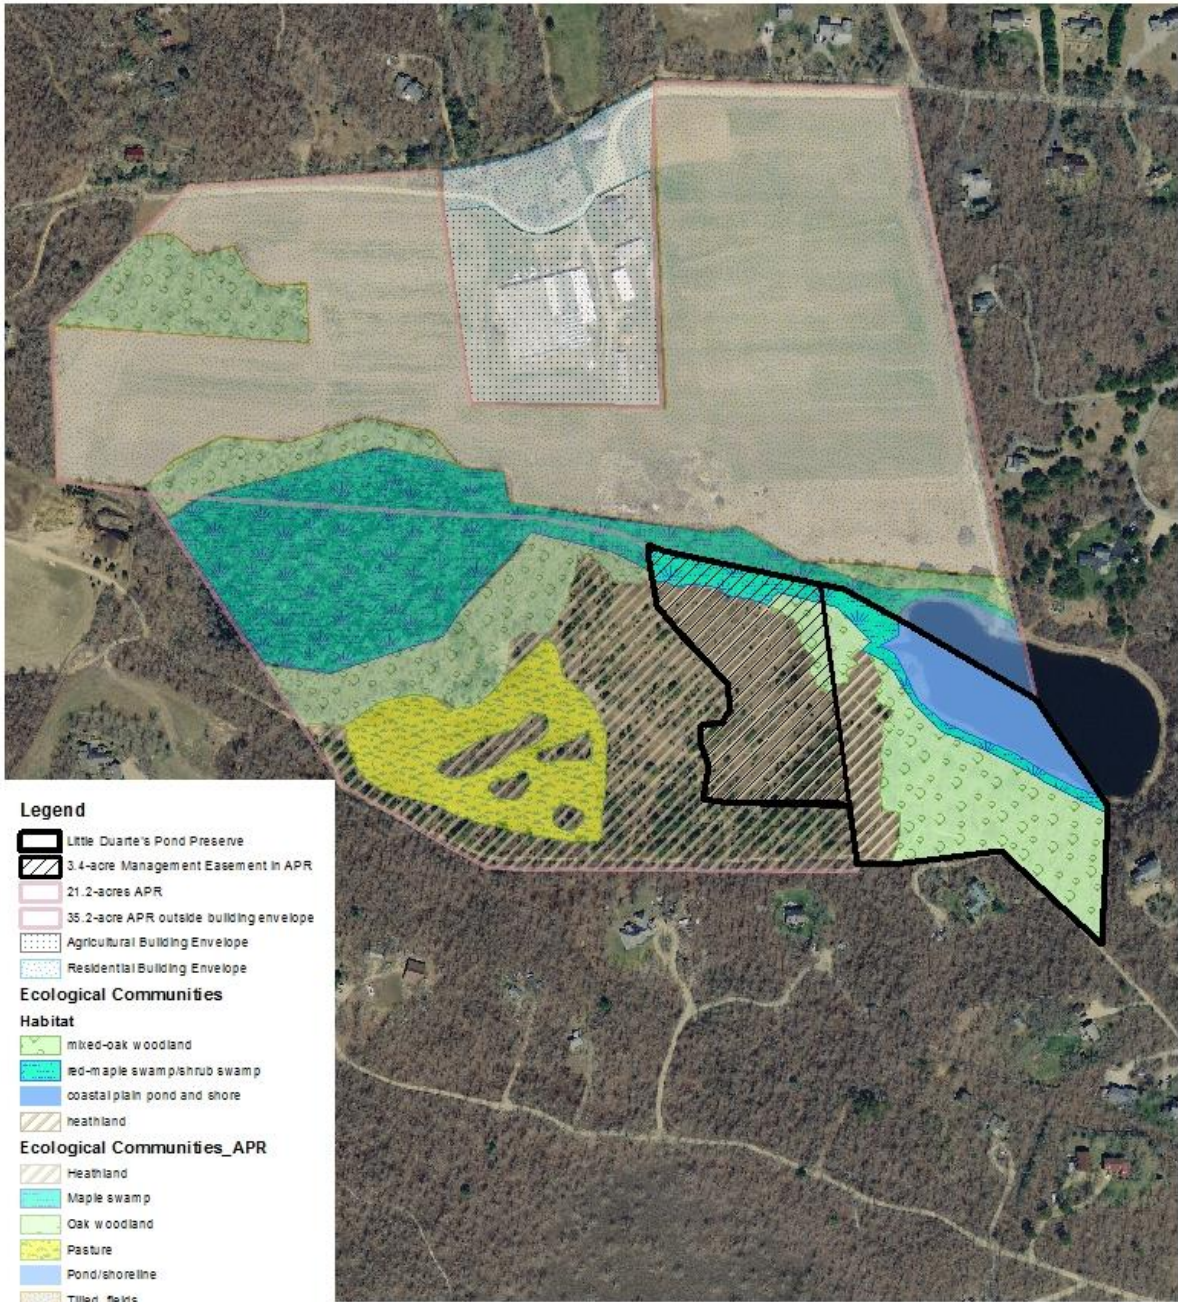 Legend
Little Duarte's Pond Preserve
3.4-acre Management Easement in APR
21.2-acres APR
35.2-acre APR outside building envelope
Agricultural Building Envelope
Residential Building Envelope
Ecological Communities
Habitat
mixed-oak woodland
red-maple swamp/shrub swamp
coastal plain pond and shore
heathland
Ecological Communities_APR
Heathland
Maple swamp
Oak woodland
Pasture
Pond/shoreline
Tilled_fields